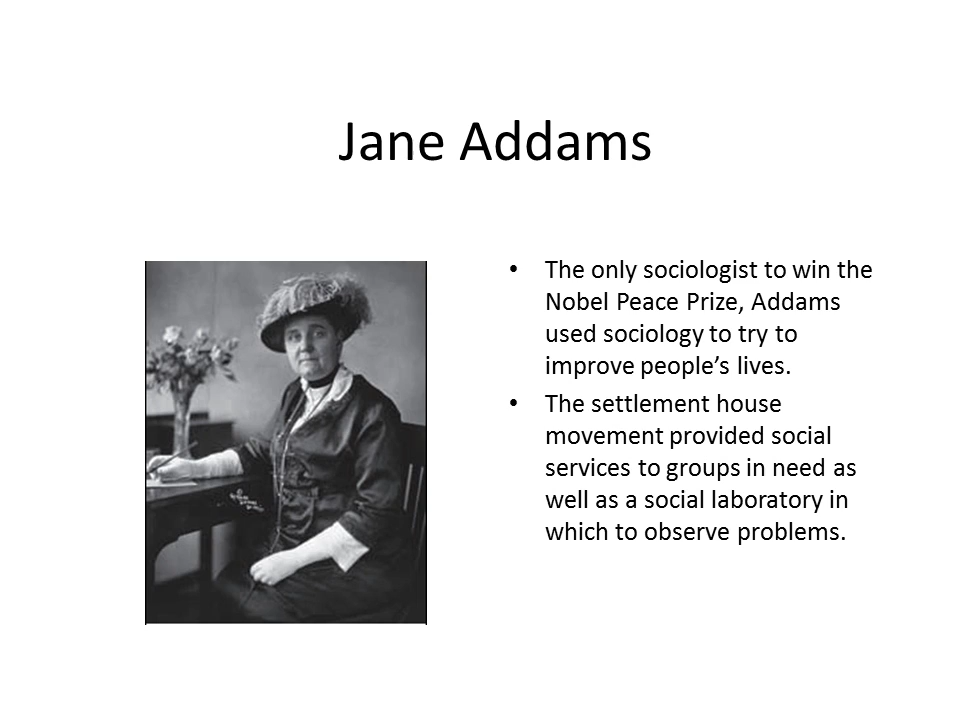 Jane Addams
• The only sociologist to win the
Nobel Peace Prize, Addams
used sociology to try to
improve people’s lives.
• The settlement house
movement provided social
services to groups in need as
well as a social laboratory in
which to observe problems.